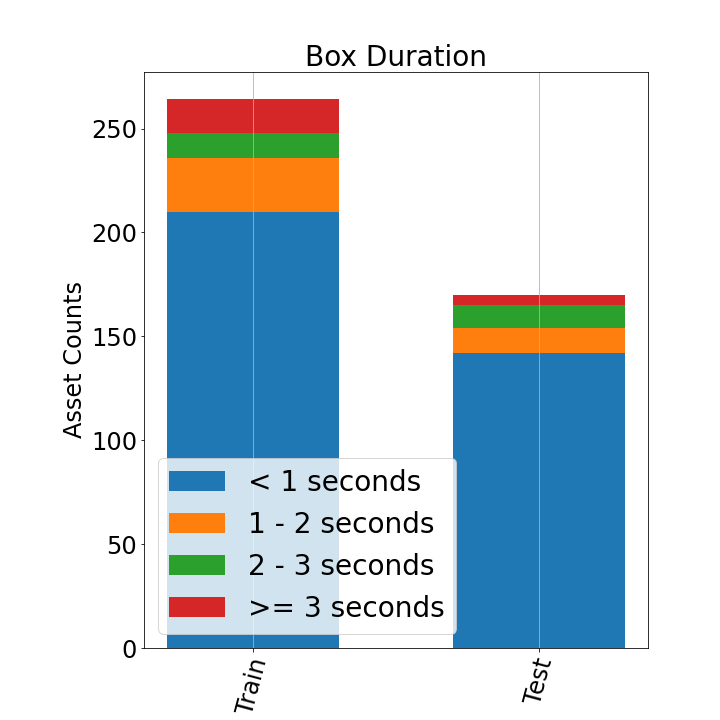 Box Duration
Asset Counts
250
200
150
100
50
0
< 1 seconds
1 - 2 seconds
2 - 3 seconds
>= 3 seconds
Train
Test